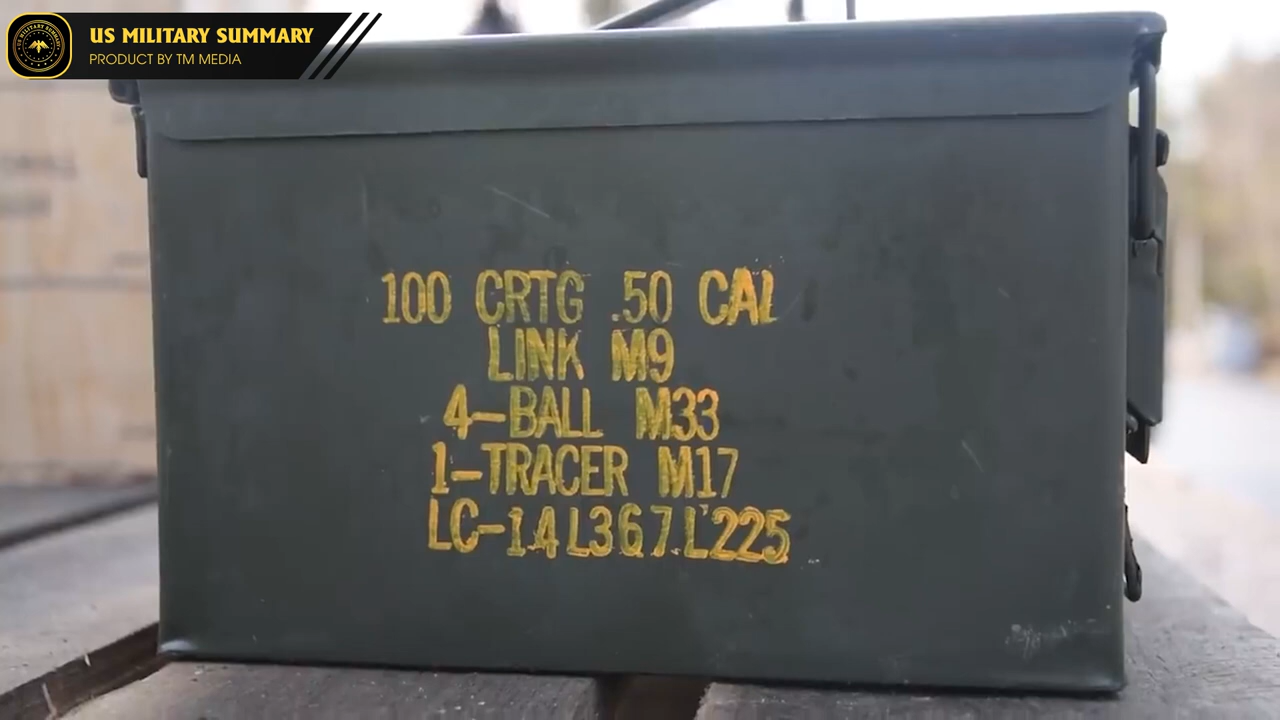 US MILITARY SUMMARY
PRODUCT BY TM MEDIA
100 CRTG .50 CAL
LINK M9
4-BALL M33
1-TRACER M17
LC-14L367L225